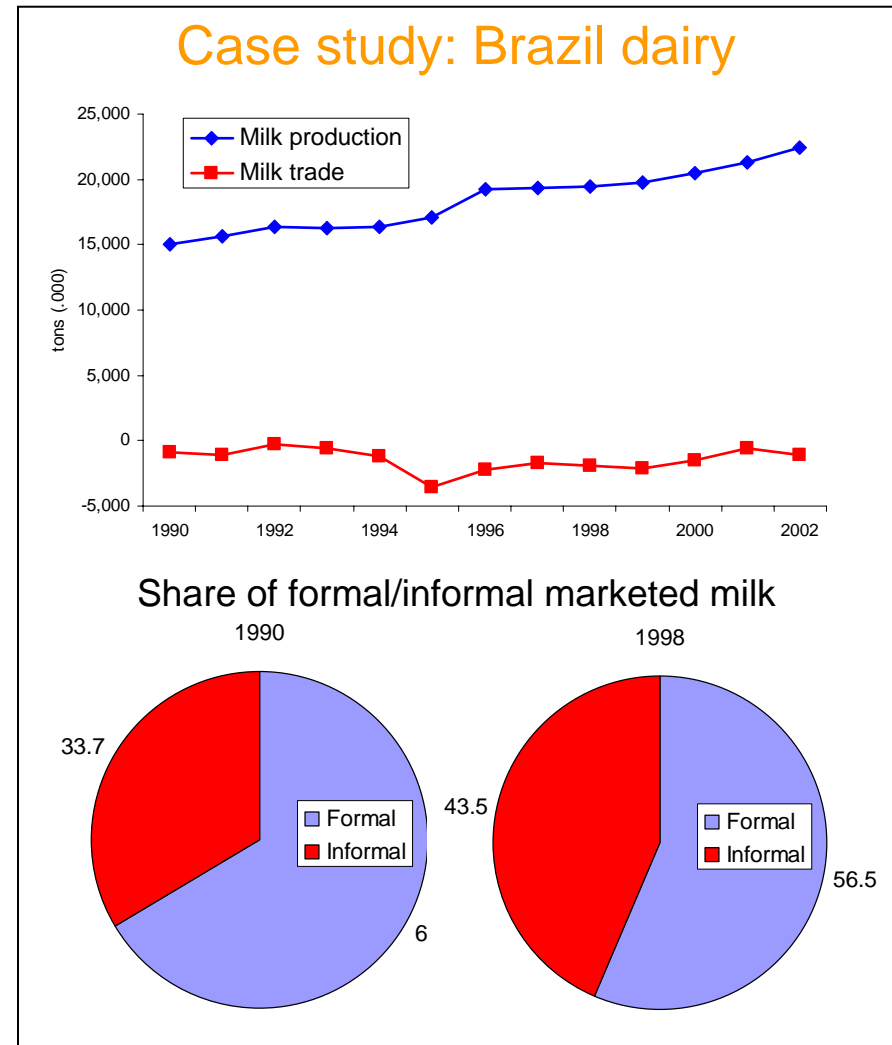 Case study: Brazil dairy
25,000
20,000
15,000
10,000
5,000
0
-5,000
tons (.000)
Milk production
Milk trade
1990
1992
1994
1996
1998
2000
2002
Share of formal/informal marketed milk
1990
33.7
6
Formal
Informal
1998
43.5
56.5
Formal
Informal